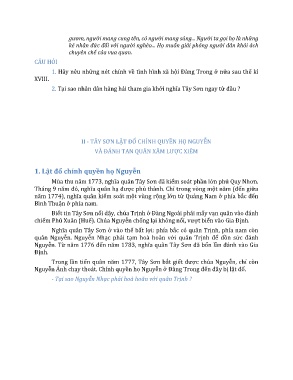 gươm, người mang cung tên, có người mang súng... Người ta gọi họ là những
kẻ nhân đức đối với người nghèo... Họ muốn giải phóng người dân khỏi ách
chuyên chế của vua quan.
CÂU HỎI
1. Hãy nêu những nét chính về tình hình xã hội Đàng Trong ở nửa sau thế kỉ
XVIII.
2. Tại sao nhân dân hăng hái tham gia khởi nghĩa Tây Sơn ngay từ đầu ?
II - TÂY SƠN LẬT ĐỔ CHÍNH QUYỀN HỌ NGUYỄN
VÀ ĐÁNH TAN QUÂN XÂM LƯỢC XIÊM
1. Lật đổ chính quyền họ Nguyễn
Mùa thu năm 1773, nghĩa quân Tây Sơn đã kiểm soát phần lớn phủ Quy Nhơn.
Tháng 9 năm đó, nghĩa quân hạ được phủ thành. Chỉ trong vòng một năm (đến giữa
năm 1774), nghĩa quân kiểm soát một vùng rộng lớn từ Quảng Nam ở phía bắc đến
Bình Thuận ở phía nam.
Biết tin Tây Sơn nổi dậy, chúa Trịnh ở Đàng Ngoài phái mấy vạn quân vào đánh
chiếm Phú Xuân (Huế). Chúa Nguyễn chống lại không nổi, vượt biển vào Gia Định.
Nghĩa quân Tây Sơn ở vào thế bất lợi: phía bắc có quân Trịnh, phía nam còn
quân Nguyễn. Nguyễn Nhạc phải tạm hoà hoãn với quân Trịnh để dồn sức đánh
Nguyễn. Từ năm 1776 đến năm 1783, nghĩa quân Tây Sơn đã bốn lần đánh vào Gia
Định.
Trong lần tiến quân năm 1777, Tây Sơn bắt giết được chúa Nguyễn, chỉ còn
Nguyễn Ánh chạy thoát. Chính quyền họ Nguyễn ở Đàng Trong đến đây bị lật đổ.
- Tại sao Nguyễn Nhạc phải hoà hoãn với quân Trịnh ?